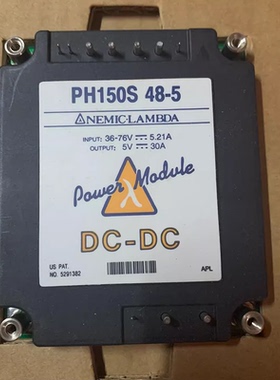 PH150S 48-5
NEMIC-LAMBDA
INPUT: 36-76V 5.21A
OUTPUT: 5V 30A
Power Module
λ
DC-DC
US PAT.
NO. 5291382
APL